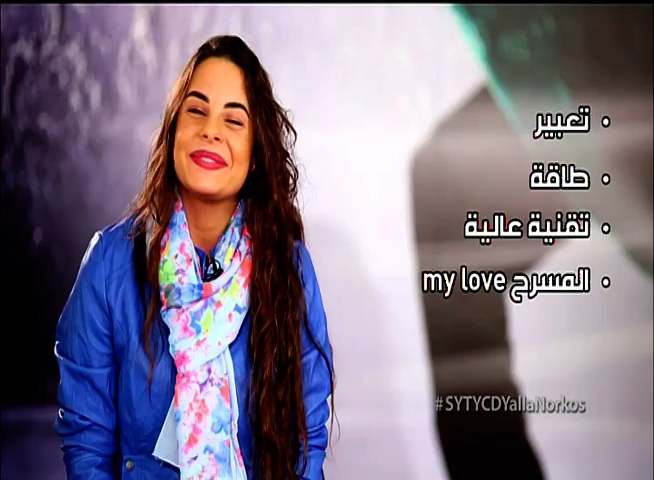 • تعبير
• طاقة
• تقنية عالية
• المسرح my love
#SYTYCDYallaNorkos